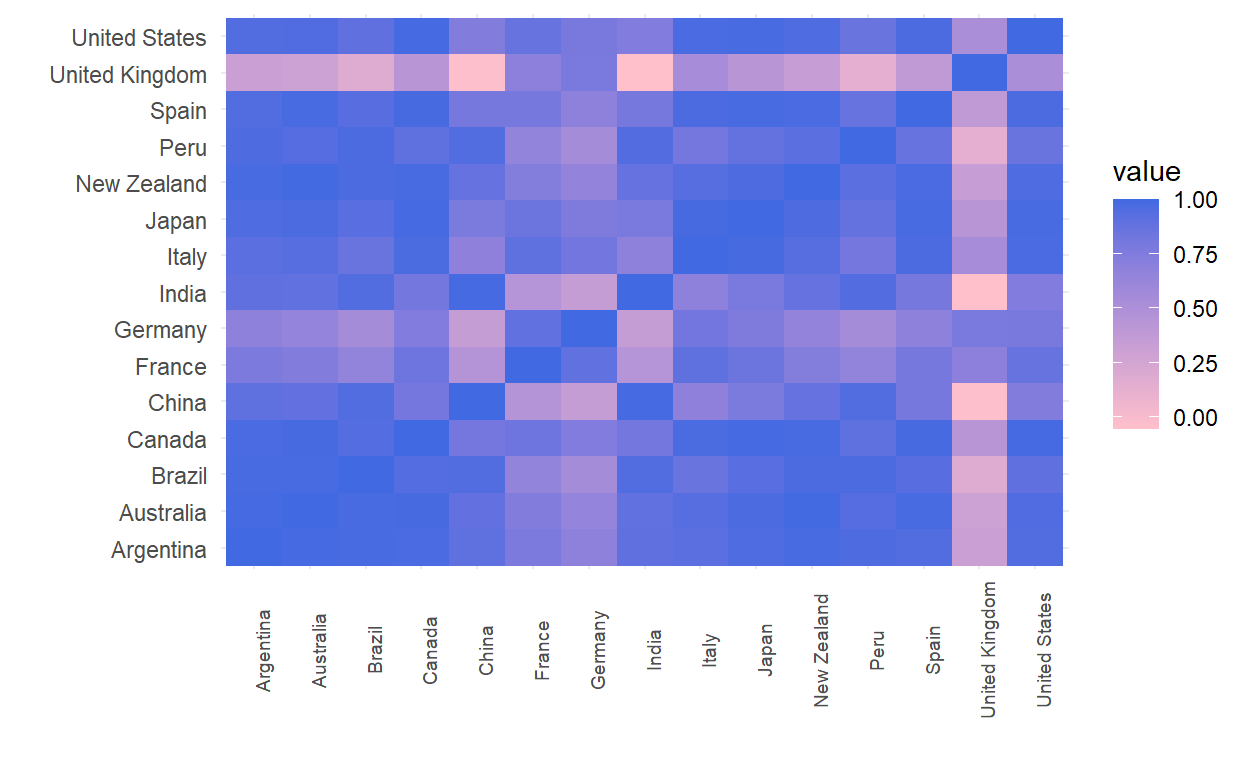 United States
United Kingdom
Spain
Peru
New Zealand
Japan
Italy
India
Germany
France
China
Canada
Brazil
Australia
Argentina
Argentina
Australia
Brazil
Canada
China
France
Germany
India
Italy
Japan
New Zealand
Peru
Spain
United Kingdom
United States
value
1.00
0.75
0.50
0.25
0.00